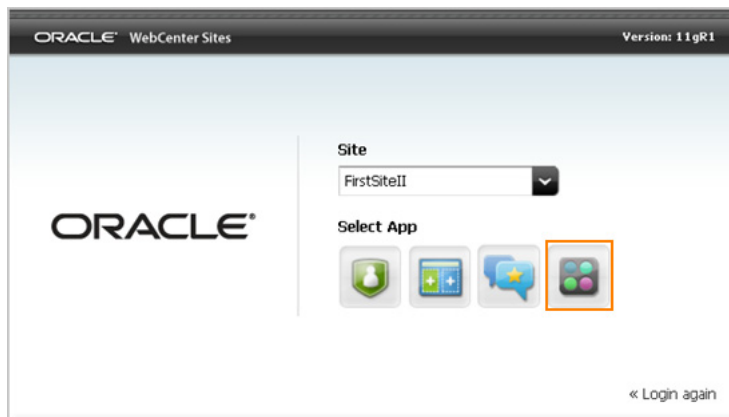 ORACLE® WebCenter Sites
Version: 11gR1
Site
FirstSiteII
ORACLE®
Select App
« Login again